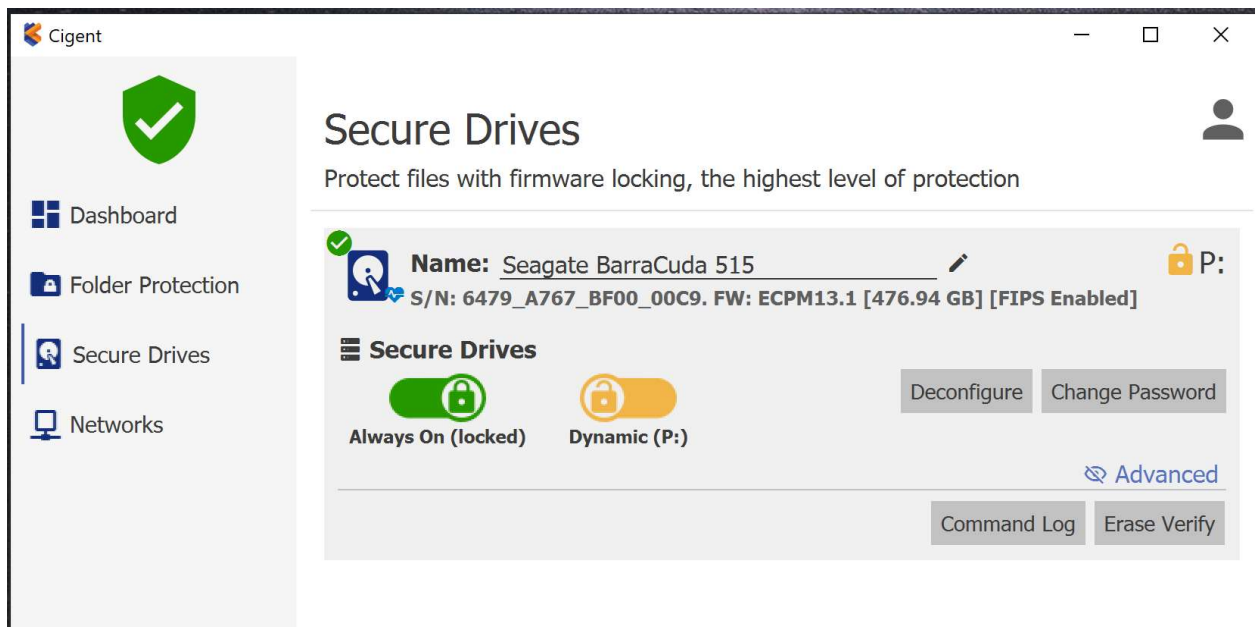 Cigent
Dashboard
Folder Protection
Secure Drives
Networks
Secure Drives
Protect files with firmware locking, the highest level of protection
Name: Seagate BarraCuda 515
P:
S/N: 6479_A767_BF00_00C9. FW: ECPM13.1 [476.94 GB] [FIPS Enabled]
Secure Drives
Always On (locked)
Dynamic (P:)
Deconfigure
Change Password
Advanced
Command Log
Erase Verify